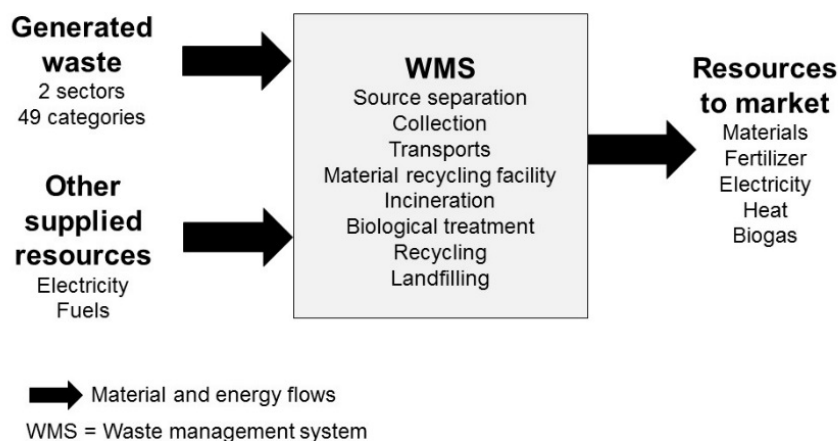 Generated
waste
2 sectors
49 categories
Other
supplied
resources
Electricity
Fuels
WMS
Source separation
Collection
Transports
Material recycling facility
Incineration
Biological treatment
Recycling
Landfilling
Resources
to market
Materials
Fertilizer
Electricity
Heat
Biogas
Material and energy flows
WMS = Waste management system